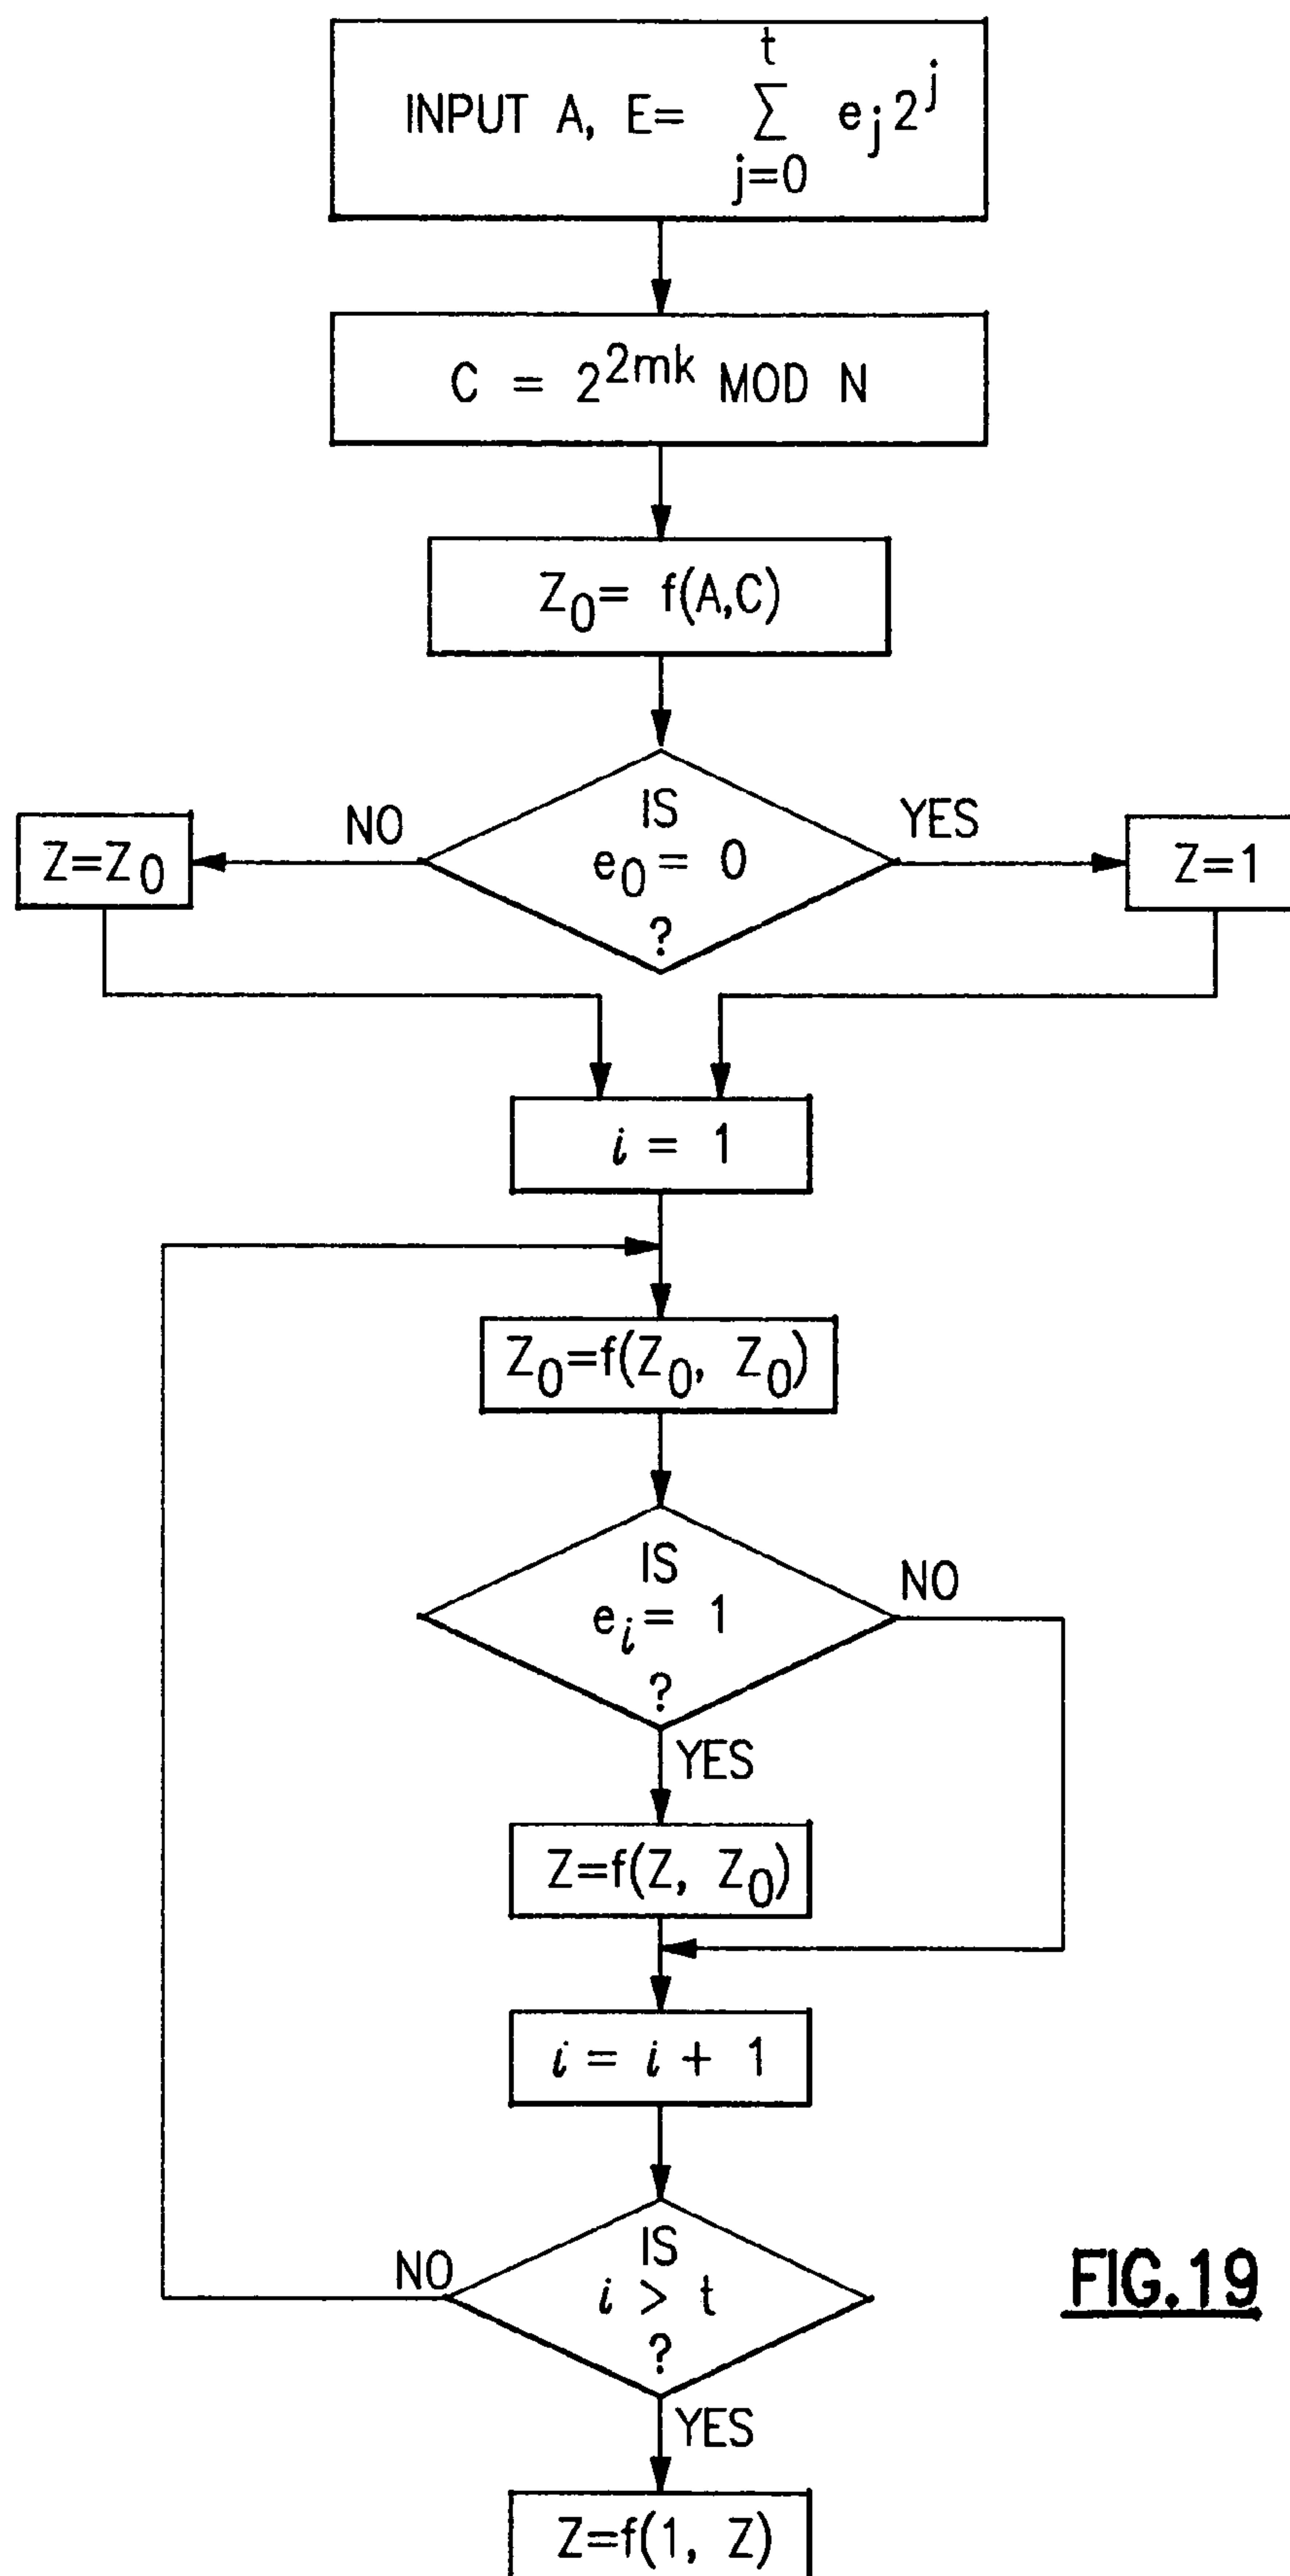 t
INPUT A, E= ∑ e_j 2^j
j=0
C = 2^{2mk} MOD N
Z_0= f(A,C)
NO
IS
e_0 = 0
?
YES
Z=Z_0
Z=1
i = 1
Z_0=f(Z_0, Z_0)
IS
e_i = 1
?
NO
YES
Z=f(Z, Z_0)
i = i + 1
NO
IS
i > t
?
YES
Z=f(1, Z)
FIG.19